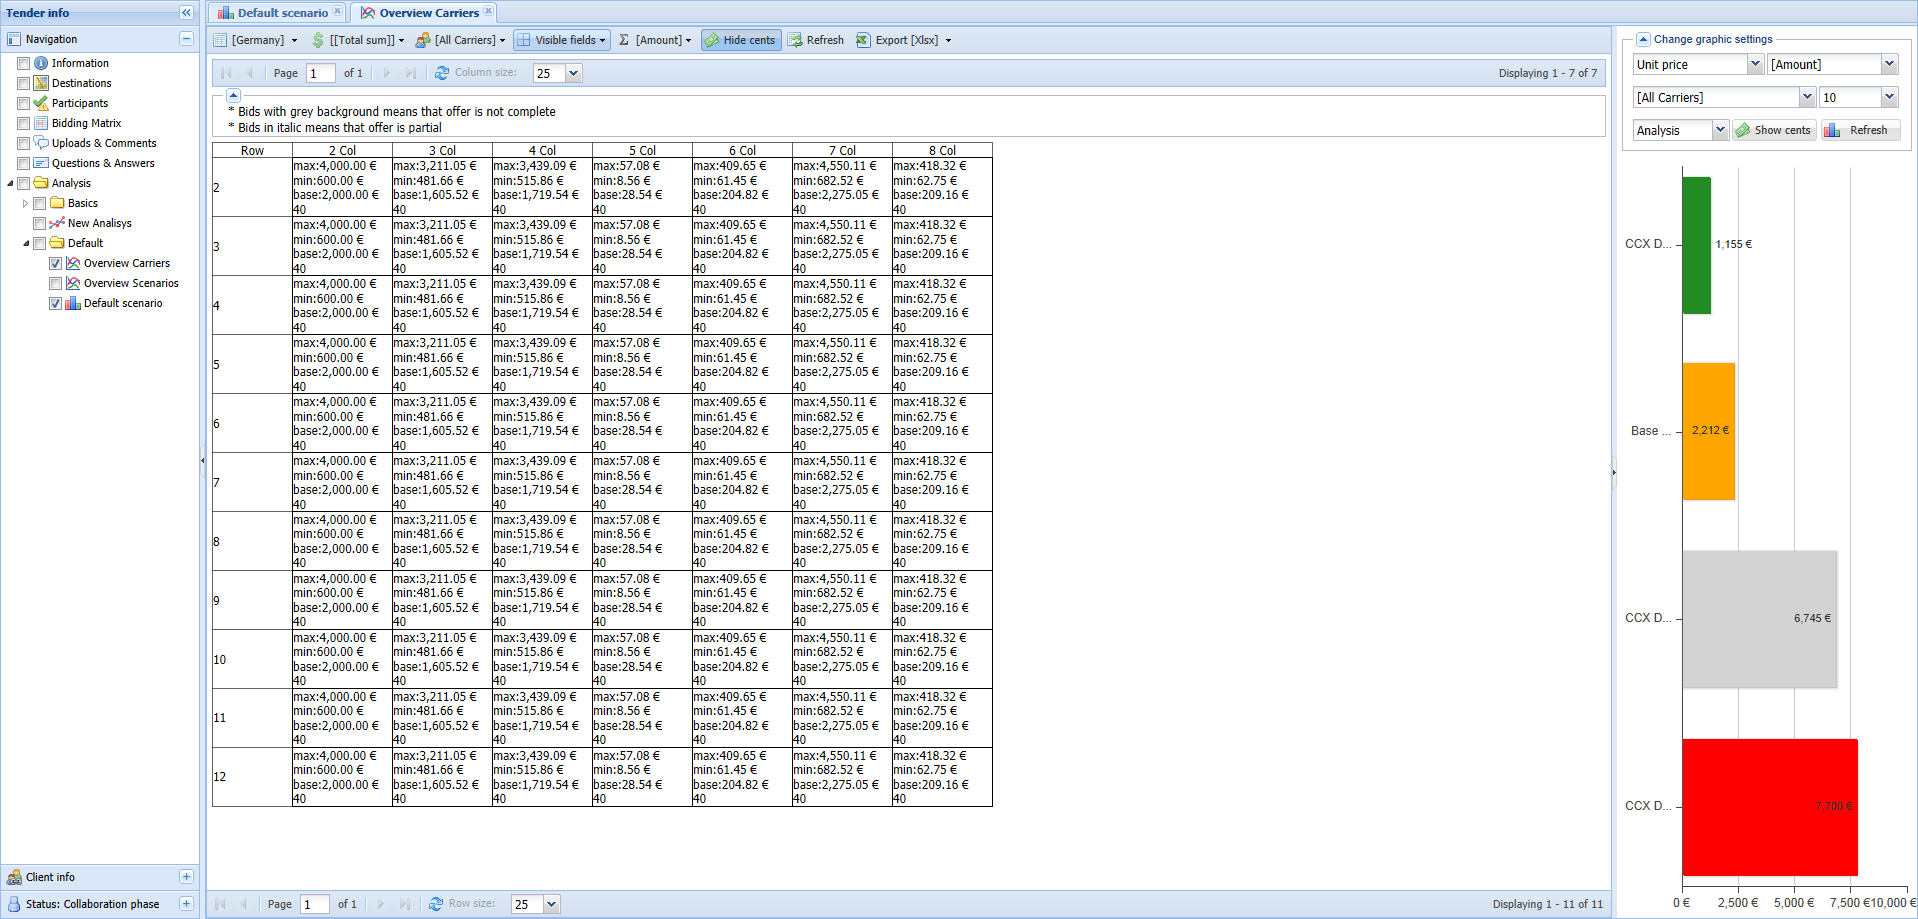 Tender info
Navigation
Information
Destinations
Participants
Bidding Matrix
Uploads & Comments
Questions & Answers
Analysis
Basics
New Analisys
Default
Overview Carriers
Overview Scenarios
Default scenario
Client info
Status: Collaboration phase
Default scenario Overview Carriers
[Germany] [[Total sum]] [All Carriers] Visible fields Σ [Amount] Hide cents Refresh Export [Xlsx]
Page 1 of 1 Column size: 25 Displaying 1 - 7 of 7
* Bids with grey background means that offer is not complete
* Bids in italic means that offer is partial
Row 2 Col 3 Col 4 Col 5 Col 6 Col 7 Col 8 Col
max:4,000.00 € max:3,211.05 € max:3,439.09 € max:57.08 € max:409.65 € max:4,550.11 € max:418.32 €
2 min:600.00 € min:481.66 € min:515.86 € min:8.56 € min:61.45 € min:682.52 € min:62.75 €
base:2,000.00 € base:1,605.52 € base:1,719.54 € base:28.54 € base:204.82 € base:2,275.05 € base:209.16 €
40 40 40 40 40 40 40
max:4,000.00 € max:3,211.05 € max:3,439.09 € max:57.08 € max:409.65 € max:4,550.11 € max:418.32 €
3 min:600.00 € min:481.66 € min:515.86 € min:8.56 € min:61.45 € min:682.52 € min:62.75 €
base:2,000.00 € base:1,605.52 € base:1,719.54 € base:28.54 € base:204.82 € base:2,275.05 € base:209.16 €
40 40 40 40 40 40 40
max:4,000.00 € max:3,211.05 € max:3,439.09 € max:57.08 € max:409.65 € max:4,550.11 € max:418.32 €
4 min:600.00 € min:481.66 € min:515.86 € min:8.56 € min:61.45 € min:682.52 € min:62.75 €
base:2,000.00 € base:1,605.52 € base:1,719.54 € base:28.54 € base:204.82 € base:2,275.05 € base:209.16 €
40 40 40 40 40 40 40
max:4,000.00 € max:3,211.05 € max:3,439.09 € max:57.08 € max:409.65 € max:4,550.11 € max:418.32 €
5 min:600.00 € min:481.66 € min:515.86 € min:8.56 € min:61.45 € min:682.52 € min:62.75 €
base:2,000.00 € base:1,605.52 € base:1,719.54 € base:28.54 € base:204.82 € base:2,275.05 € base:209.16 €
40 40 40 40 40 40 40
max:4,000.00 € max:3,211.05 € max:3,439.09 € max:57.08 € max:409.65 € max:4,550.11 € max:418.32 €
6 min:600.00 € min:481.66 € min:515.86 € min:8.56 € min:61.45 € min:682.52 € min:62.75 €
base:2,000.00 € base:1,605.52 € base:1,719.54 € base:28.54 € base:204.82 € base:2,275.05 € base:209.16 €
40 40 40 40 40 40 40
max:4,000.00 € max:3,211.05 € max:3,439.09 € max:57.08 € max:409.65 € max:4,550.11 € max:418.32 €
7 min:600.00 € min:481.66 € min:515.86 € min:8.56 € min:61.45 € min:682.52 € min:62.75 €
base:2,000.00 € base:1,605.52 € base:1,719.54 € base:28.54 € base:204.82 € base:2,275.05 € base:209.16 €
40 40 40 40 40 40 40
max:4,000.00 € max:3,211.05 € max:3,439.09 € max:57.08 € max:409.65 € max:4,550.11 € max:418.32 €
8 min:600.00 € min:481.66 € min:515.86 € min:8.56 € min:61.45 € min:682.52 € min:62.75 €
base:2,000.00 € base:1,605.52 € base:1,719.54 € base:28.54 € base:204.82 € base:2,275.05 € base:209.16 €
40 40 40 40 40 40 40
max:4,000.00 € max:3,211.05 € max:3,439.09 € max:57.08 € max:409.65 € max:4,550.11 € max:418.32 €
9 min:600.00 € min:481.66 € min:515.86 € min:8.56 € min:61.45 € min:682.52 € min:62.75 €
base:2,000.00 € base:1,605.52 € base:1,719.54 € base:28.54 € base:204.82 € base:2,275.05 € base:209.16 €
40 40 40 40 40 40 40
max:4,000.00 € max:3,211.05 € max:3,439.09 € max:57.08 € max:409.65 € max:4,550.11 € max:418.32 €
10 min:600.00 € min:481.66 € min:515.86 € min:8.56 € min:61.45 € min:682.52 € min:62.75 €
base:2,000.00 € base:1,605.52 € base:1,719.54 € base:28.54 € base:204.82 € base:2,275.05 € base:209.16 €
40 40 40 40 40 40 40
max:4,000.00 € max:3,211.05 € max:3,439.09 € max:57.08 € max:409.65 € max:4,550.11 € max:418.32 €
11 min:600.00 € min:481.66 € min:515.86 € min:8.56 € min:61.45 € min:682.52 € min:62.75 €
base:2,000.00 € base:1,605.52 € base:1,719.54 € base:28.54 € base:204.82 € base:2,275.05 € base:209.16 €
40 40 40 40 40 40 40
max:4,000.00 € max:3,211.05 € max:3,439.09 € max:57.08 € max:409.65 € max:4,550.11 € max:418.32 €
12 min:600.00 € min:481.66 € min:515.86 € min:8.56 € min:61.45 € min:682.52 € min:62.75 €
base:2,000.00 € base:1,605.52 € base:1,719.54 € base:28.54 € base:204.82 € base:2,275.05 € base:209.16 €
40 40 40 40 40 40 40
Page 1 of 1 Row size: 25 Displaying 1 - 11 of 11
Change graphic settings
Unit price [Amount]
[All Carriers] 10
Analysis Show cents Refresh
CCX D... 1,155 €
Base ... 2,212 €
CCX D... 6,745 €
CCX D... 7,700 €
0 € 2,500 € 5,000 € 7,500 € 10,000 €